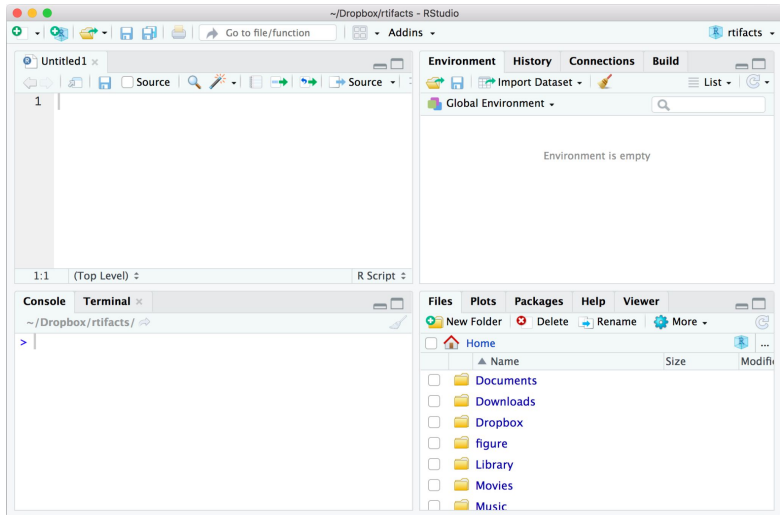 ~/Dropbox/rtifacts - RStudio
Go to file/function Addins rtifacts
Untitled1
Source Source
1
1:1 (Top Level) R Script
Environment History Connections Build
Import Dataset List
Global Environment
Environment is empty
Console Terminal
~/Dropbox/rtifacts/
>
Files Plots Packages Help Viewer
New Folder Delete Rename More
Home ...
Name Size Modifi
Documents
Downloads
Dropbox
figure
Library
Movies
Music